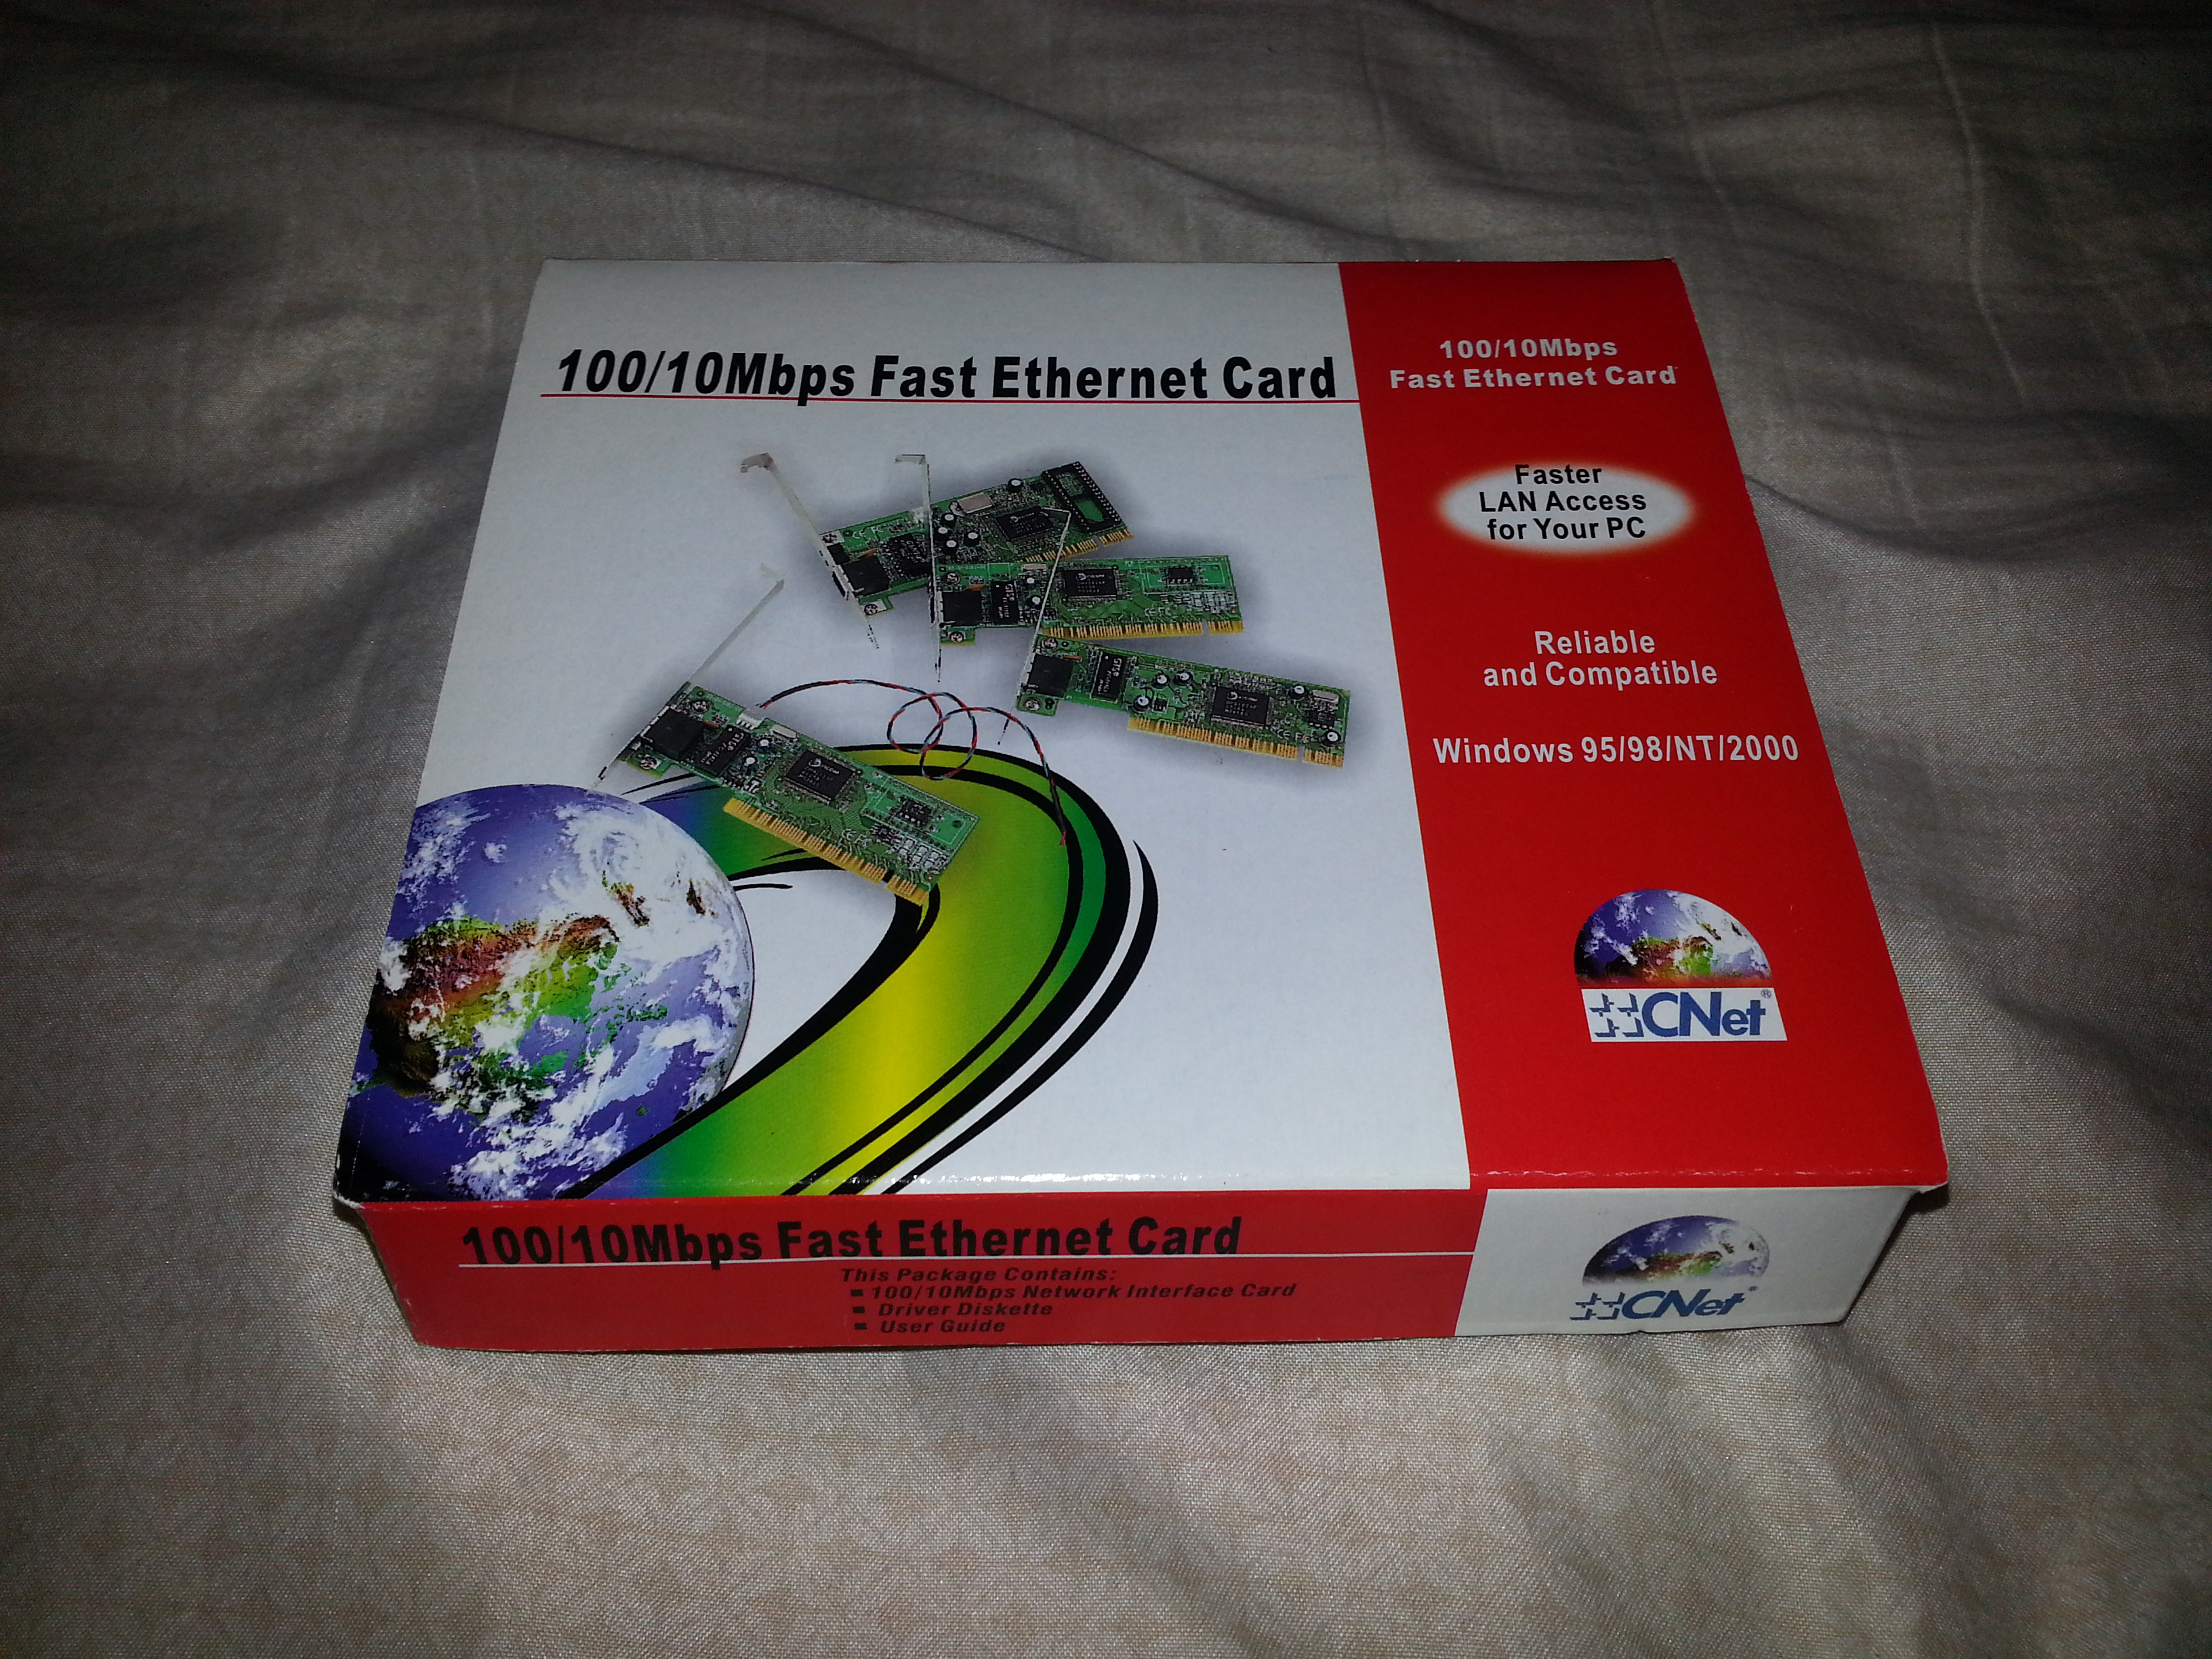 100/10Mbps Fast Ethernet Card
100/10Mbps
Fast Ethernet Card
Faster
LAN Access
for Your PC
Reliable
and Compatible
Windows 95/98/NT/2000
CNet®
100/10Mbps Fast Ethernet Card
This Package Contains:
■ 100/10Mbps Network Interface Card
■ Driver Diskette
■ User Guide
CNet®